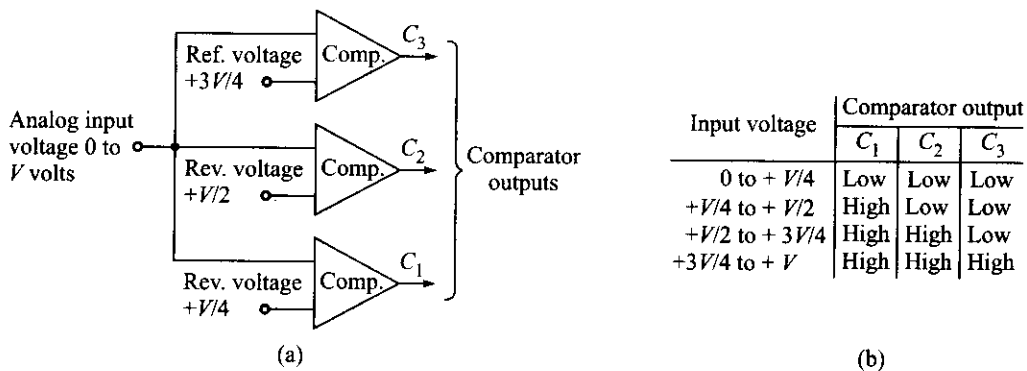 C3
Ref. voltage
+3V/4
Comp.
Analog input
voltage 0 to
V volts
C2
Rev. voltage
+V/2
Comp.
Comparator
outputs
C1
Rev. voltage
+V/4
Comp.
(a)
Input voltage
Comparator output
C1 C2 C3
0 to + V/4 Low Low Low
+V/4 to + V/2 High Low Low
+V/2 to + 3V/4 High High Low
+3V/4 to + V High High High
(b)